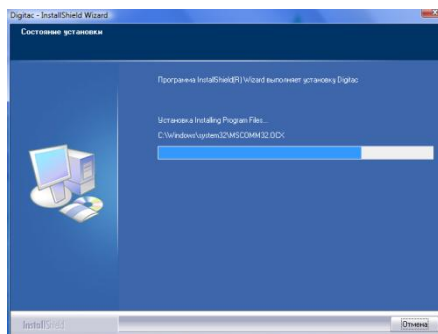 Digitac - InstallShield Wizard
Состояние установки
Программа InstallShield(R) Wizard выполняет установку Digitac
Установка Installing Program Files...
C:\Windows\system32\MSCOMM32.OCX
InstallShield
Отмена